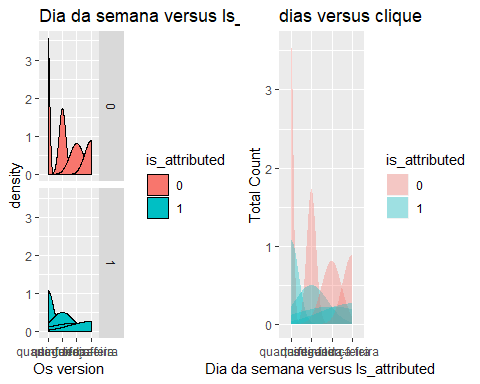 Dia da semana versus Is_
dias versus clique
density
3
2
1
0
3
2
1
0
0
1
Os version
is_attributed
0
1
Total Count
3
2
1
0
Dia da semana versus Is_attributed
is_attributed
0
1